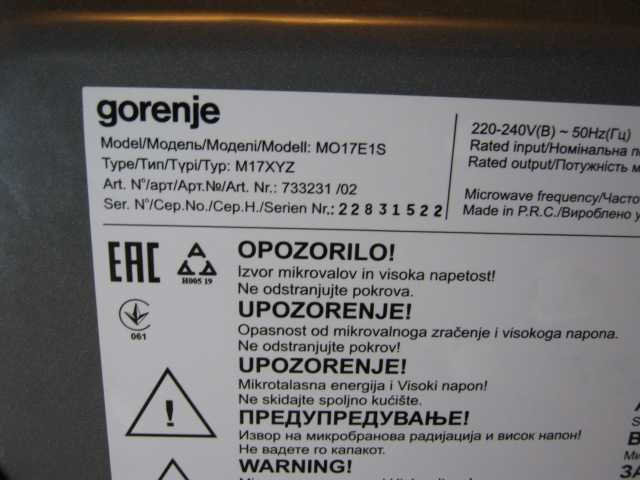 gorenje
Model/Модель/Моделі/Modell: MO17E1S
Type/Тип/Түрі/Typ: M17XYZ
Art. N°/арт/Арт.№/Art. Nr.: 733231 /02
Ser. N°/Сер.No./Сер.Н./Serien Nr.: 22831522
220-240V(В) ~ 50Hz(Гц)
Rated input/Номінальна
Rated output/Потужність
Microwave frequency/Часто
Made in P.R.C./Вироблено
EAC
A
H005 19
061
OPOZORILO!
Izvor mikrovalov in visoka napetost!
Ne odstranjujte pokrova.
UPOZORENJE!
Opasnost od mikrovalnoga zračenje i visokoga napona.
Ne odstranjujte pokrov!
UPOZORENJE!
Mikrotalasna energija i Visoki napon!
Ne skidajte spoljno kućište.
ПРЕДУПРЕДУВАЊЕ!
Извор на микробранова радијација и висок напон!
Не вадете го капакот.
WARNING!